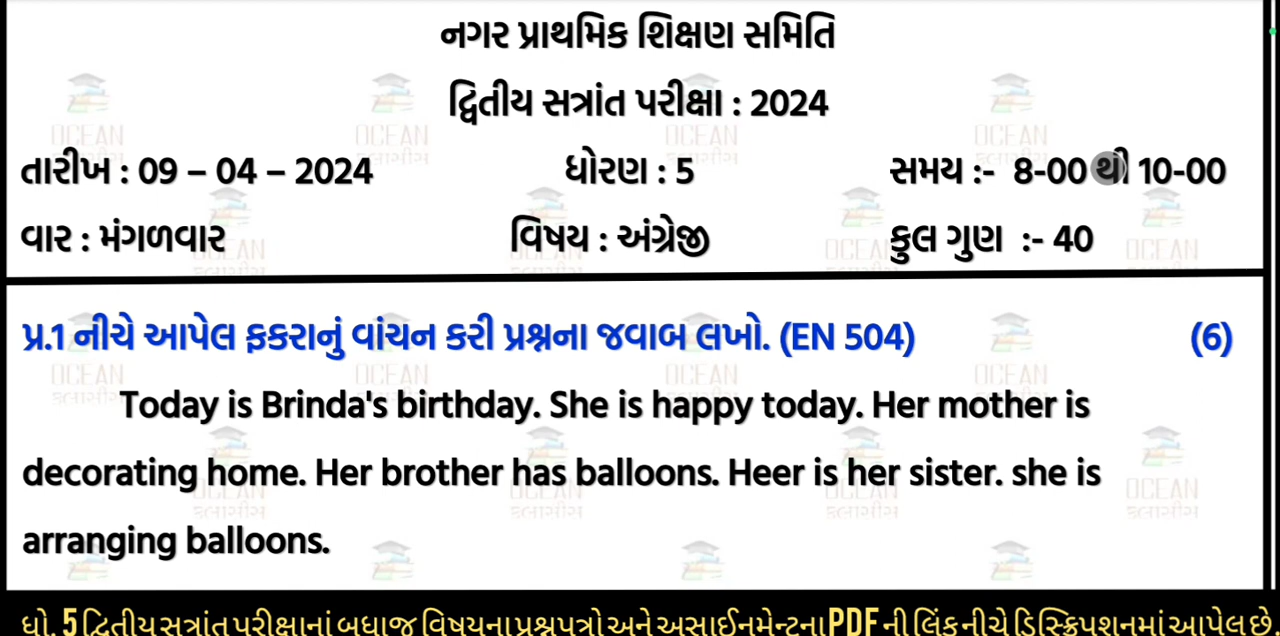 નગર પ્રાથમિક શિક્ષણ સમિતિ
દ્વિતીય સત્રાંત પરીક્ષા : 2024
તારીખ : 09 – 04 – 2024 ધોરણ : 5 સમય :- 8-00 થી 10-00
વાર : મંગળવાર વિષય : અંગ્રેજી કુલ ગુણ :- 40
પ્ર.1 નીચે આપેલ ફકરાનું વાંચન કરી પ્રશ્નના જવાબ લખો. (EN 504) (6)
Today is Brinda's birthday. She is happy today. Her mother is
decorating home. Her brother has balloons. Heer is her sister. she is
arranging balloons.
ધો. 5 દ્વિતીય સત્રાંત પરીક્ષાનાં બધાજ વિષયના પ્રશ્નપત્રો અને અસાઈનમેન્ટના PDF ની લિંક નીચે ડિસ્ક્રિપશનમાં આપેલ છે
OCEAN
ક્લાસીસ